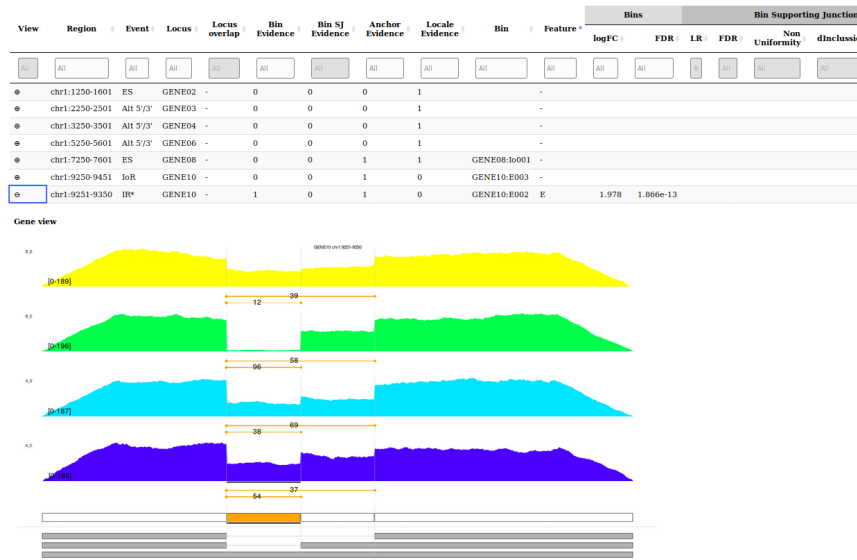 Bins Bin Supporting Junction
View Region Event Locus Locus overlap Bin Evidence Bin SJ Evidence Anchor Evidence Locale Evidence Bin Feature logFC FDR LR FDR Non Uniformity dInclusio
All All All All All All All All All All All All All A All All All
chr1:1250-1601 ES GENE02 - 0 0 0 1 -
chr1:2250-2501 Alt 5'/3' GENE03 - 0 0 0 1 -
chr1:3250-3501 Alt 5'/3' GENE04 - 0 0 0 1 -
chr1:5250-5601 Alt 5'/3' GENE06 - 0 0 0 1 -
chr1:7250-7601 ES GENE08 - 0 0 1 1 GENE08:Io001 -
chr1:9250-9451 IoR GENE10 - 0 0 1 0 GENE10:E003 -
chr1:9251-9350 IR* GENE10 - 1 0 1 0 GENE10:E002 E 1.978 1.866e-13
Gene view
GENE10 chr1:9251-9350
B_D
[0-189]
39
12
B_C
[0-196]
58
96
A_D
[0-187]
69
38
A_C
37
54